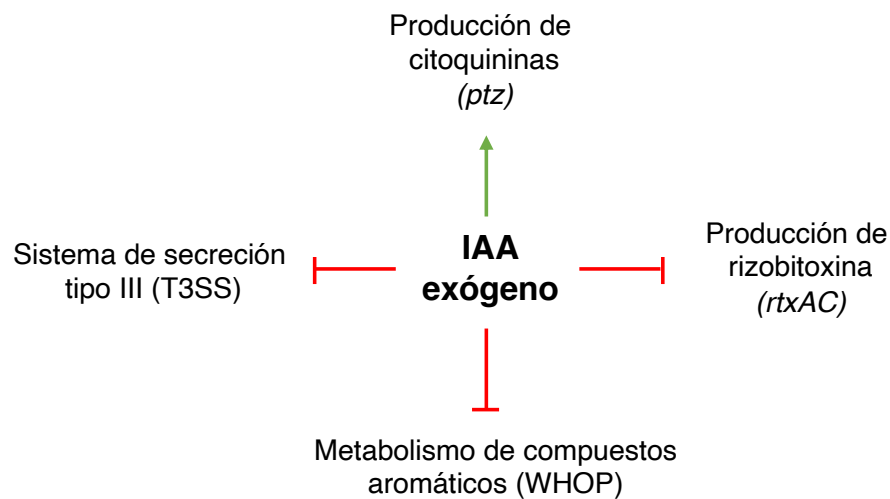 Producción de
citoquininas
(ptz)
Sistema de secreción
tipo III (T3SS)
IAA
exógeno
Producción de
rizobitoxina
(rtxAC)
Metabolismo de compuestos
aromáticos (WHOP)